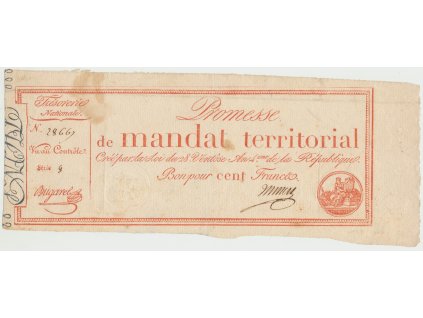 Trésorerie
Nationale.
N.
Vu au Contrôle
Série 9
Promesse
de mandat territorial
Créé par la loi du 28 Ventôse An 4.me de la République.
Bon pour cent Francs